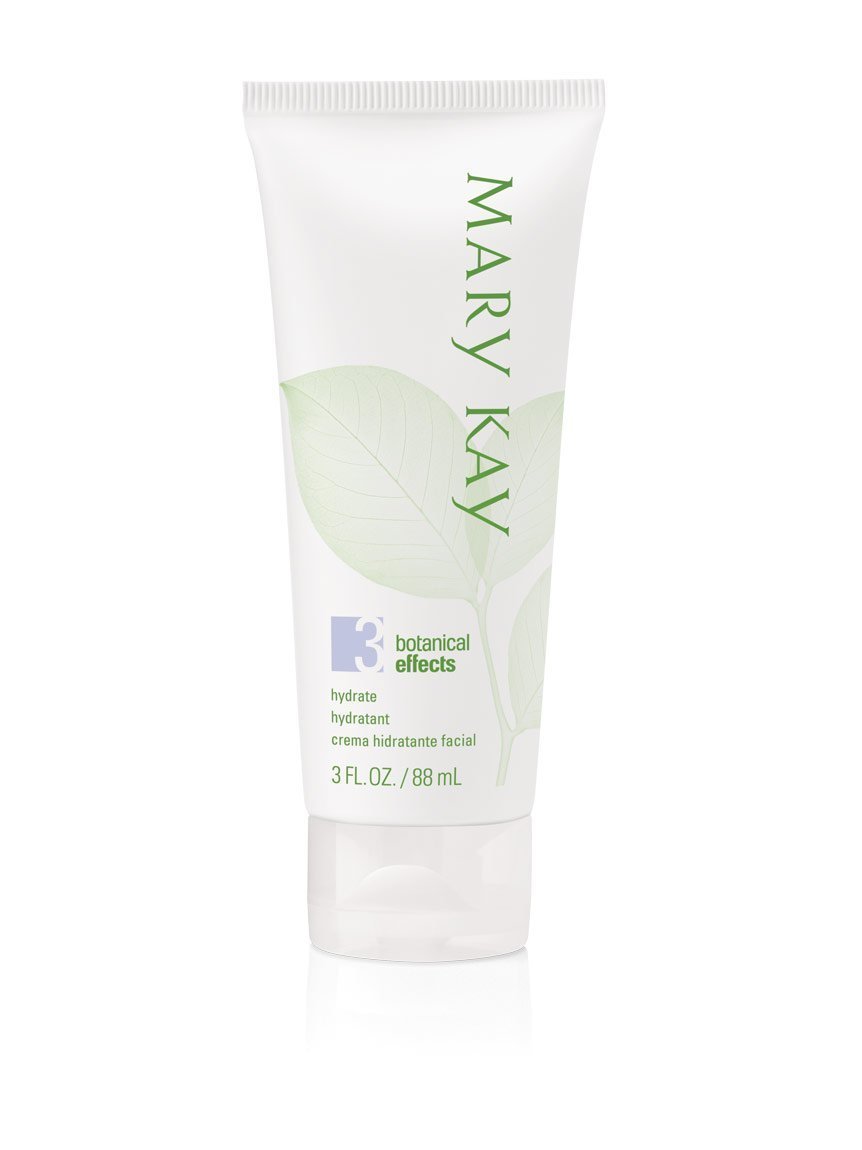 MARY KAY
3
botanical
effects
hydrate
hydratant
crema hidratante facial
3 FL.OZ. / 88 mL